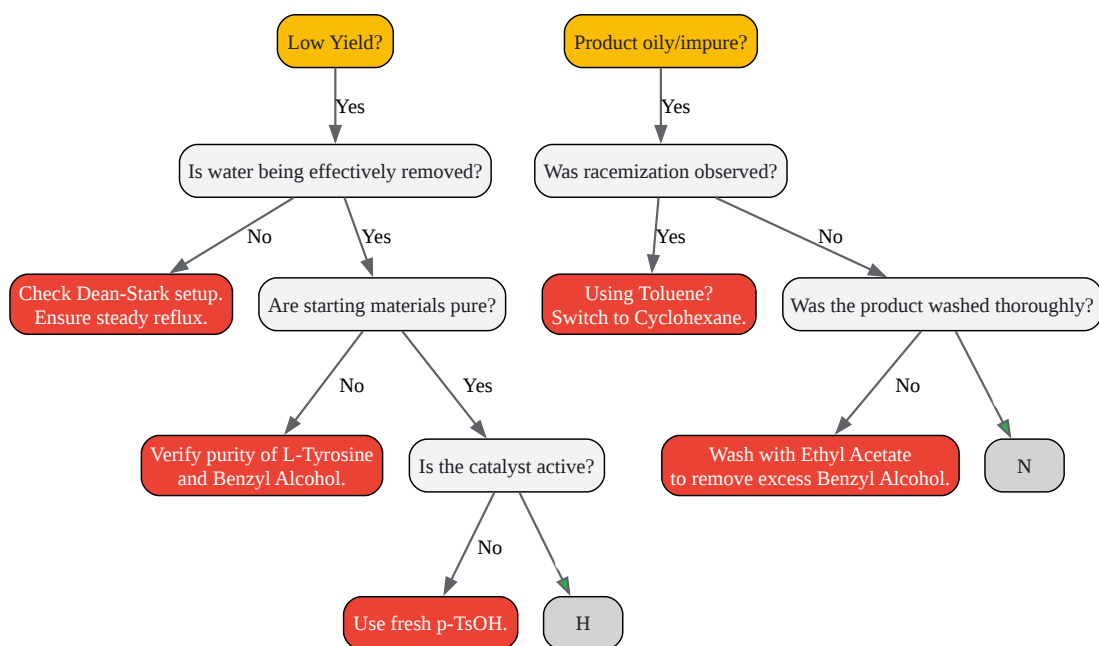 Low Yield?
Product oily/impure?
Yes
Yes
Is water being effectively removed?
Was racemization observed?
No
Yes
Yes
No
Check Dean-Stark setup.
Ensure steady reflux.
Are starting materials pure?
Using Toluene?
Switch to Cyclohexane.
Was the product washed thoroughly?
No
Yes
No
Verify purity of L-Tyrosine
and Benzyl Alcohol.
Is the catalyst active?
Wash with Ethyl Acetate
to remove excess Benzyl Alcohol.
N
No
Use fresh p-TsOH.
H